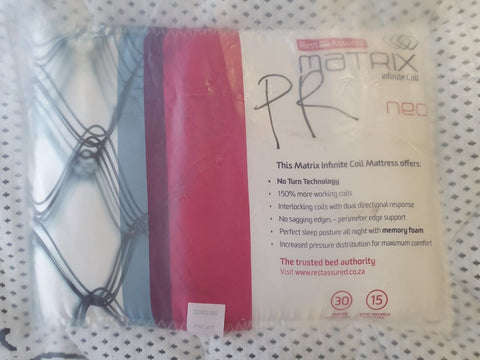 Rest Assured
MATRIX
Infinite Coil
PR
neo
This Matrix Infinite Coil Mattress offers:
• No Turn Technology
• 150% more working coils
• Interlocking coils with dual directional response
• No sagging edges – perimeter edge support
• Perfect sleep posture all night with memory foam
• Increased pressure distribution for maximum comfort
The trusted bed authority
Visit www.restassured.co.za
30
15